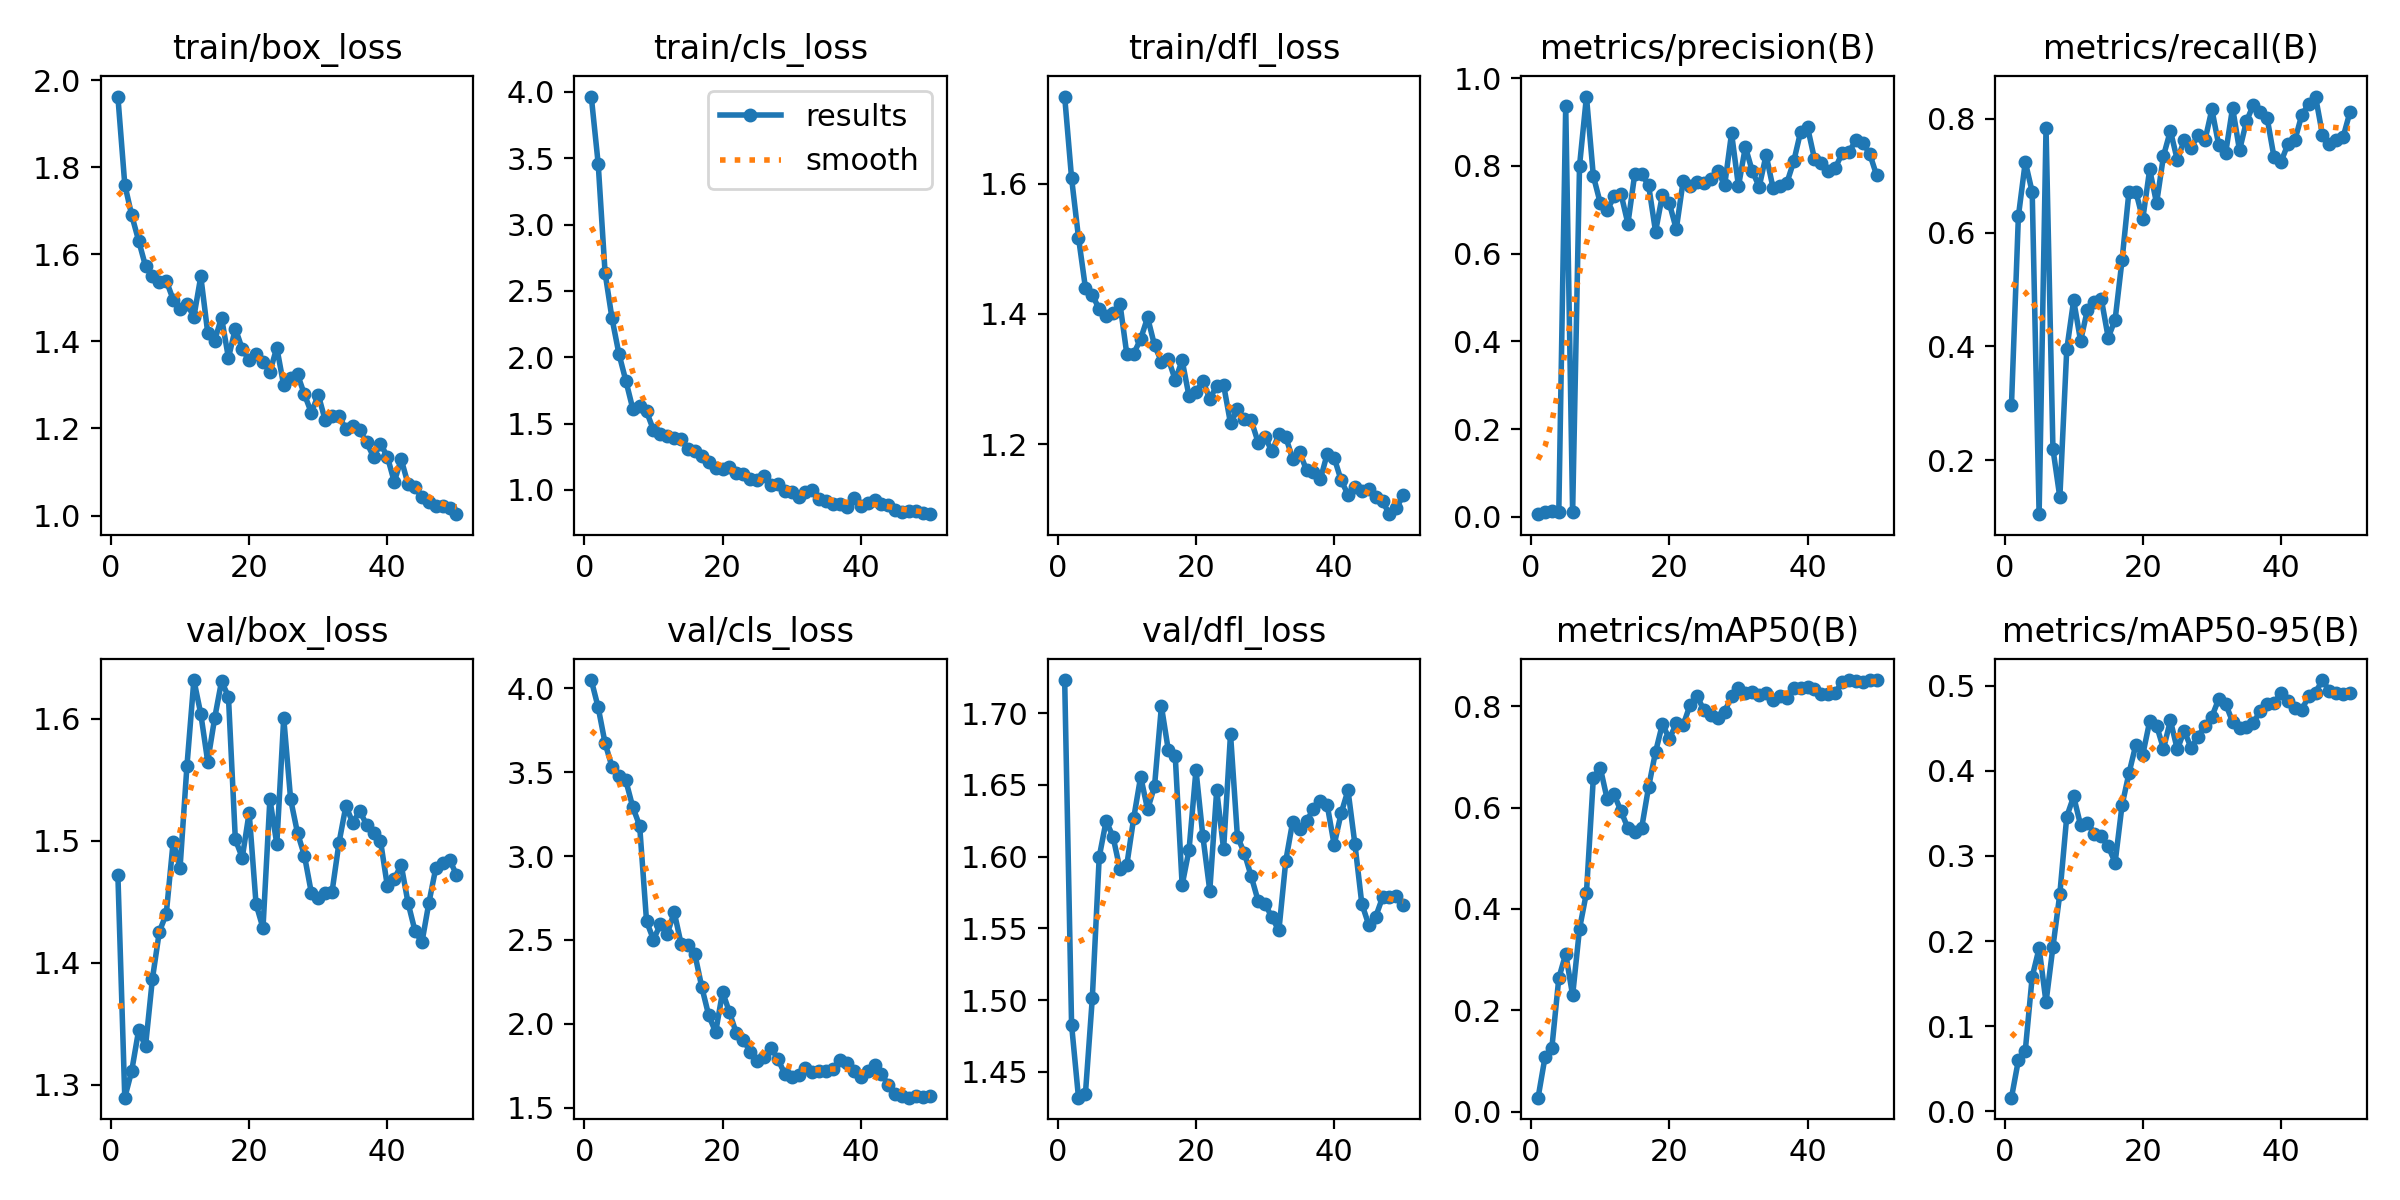 train/box_loss
2.0
1.8
1.6
1.4
1.2
1.0
0 20 40
train/cls_loss
results
smooth
4.0
3.5
3.0
2.5
2.0
1.5
1.0
0 20 40
train/dfl_loss
1.6
1.4
1.2
0 20 40
metrics/precision(B)
1.0
0.8
0.6
0.4
0.2
0.0
0 20 40
metrics/recall(B)
0.8
0.6
0.4
0.2
0 20 40
val/box_loss
1.6
1.5
1.4
1.3
0 20 40
val/cls_loss
4.0
3.5
3.0
2.5
2.0
1.5
0 20 40
val/dfl_loss
1.70
1.65
1.60
1.55
1.50
1.45
0 20 40
metrics/mAP50(B)
0.8
0.6
0.4
0.2
0.0
0 20 40
metrics/mAP50-95(B)
0.5
0.4
0.3
0.2
0.1
0.0
0 20 40